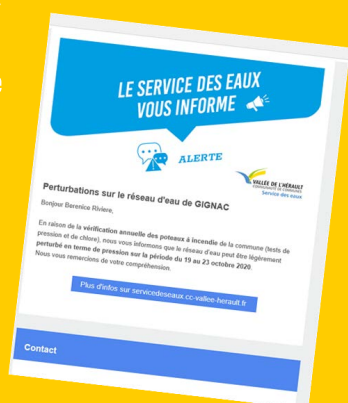 LE SERVICE DES EAUX
VOUS INFORME
ALERTE
VALLÉE DE L'HÉRAULT
COMMUNAUTÉ DE COMMUNES
Service des eaux
Perturbations sur le réseau d'eau de GIGNAC
Bonjour Berenice Riviere,
En raison de la vérification annuelle des poteaux à incendie de la commune (tests de
pression et de chlore), nous vous informons que le réseau d'eau peut être légèrement
perturbé en terme de pression sur la période du 19 au 23 octobre 2020.
Nous vous remercions de votre compréhension.
Plus d'infos sur servicedeseaux.cc-vallee-herault.fr
Contact